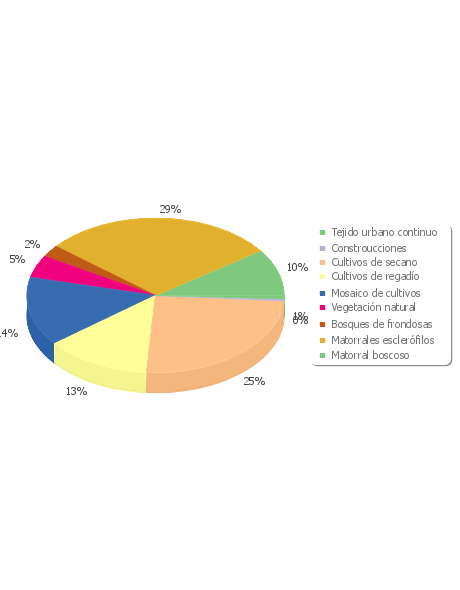 29%
2%
5%
10%
1%
0%
14%
13%
25%
Tejido urbano continuo
Constroucciones
Cultivos de secano
Cultivos de regadío
Mosaico de cultivos
Vegetación natural
Bosques de frondosas
Matorrales esclerófilos
Matorral boscoso